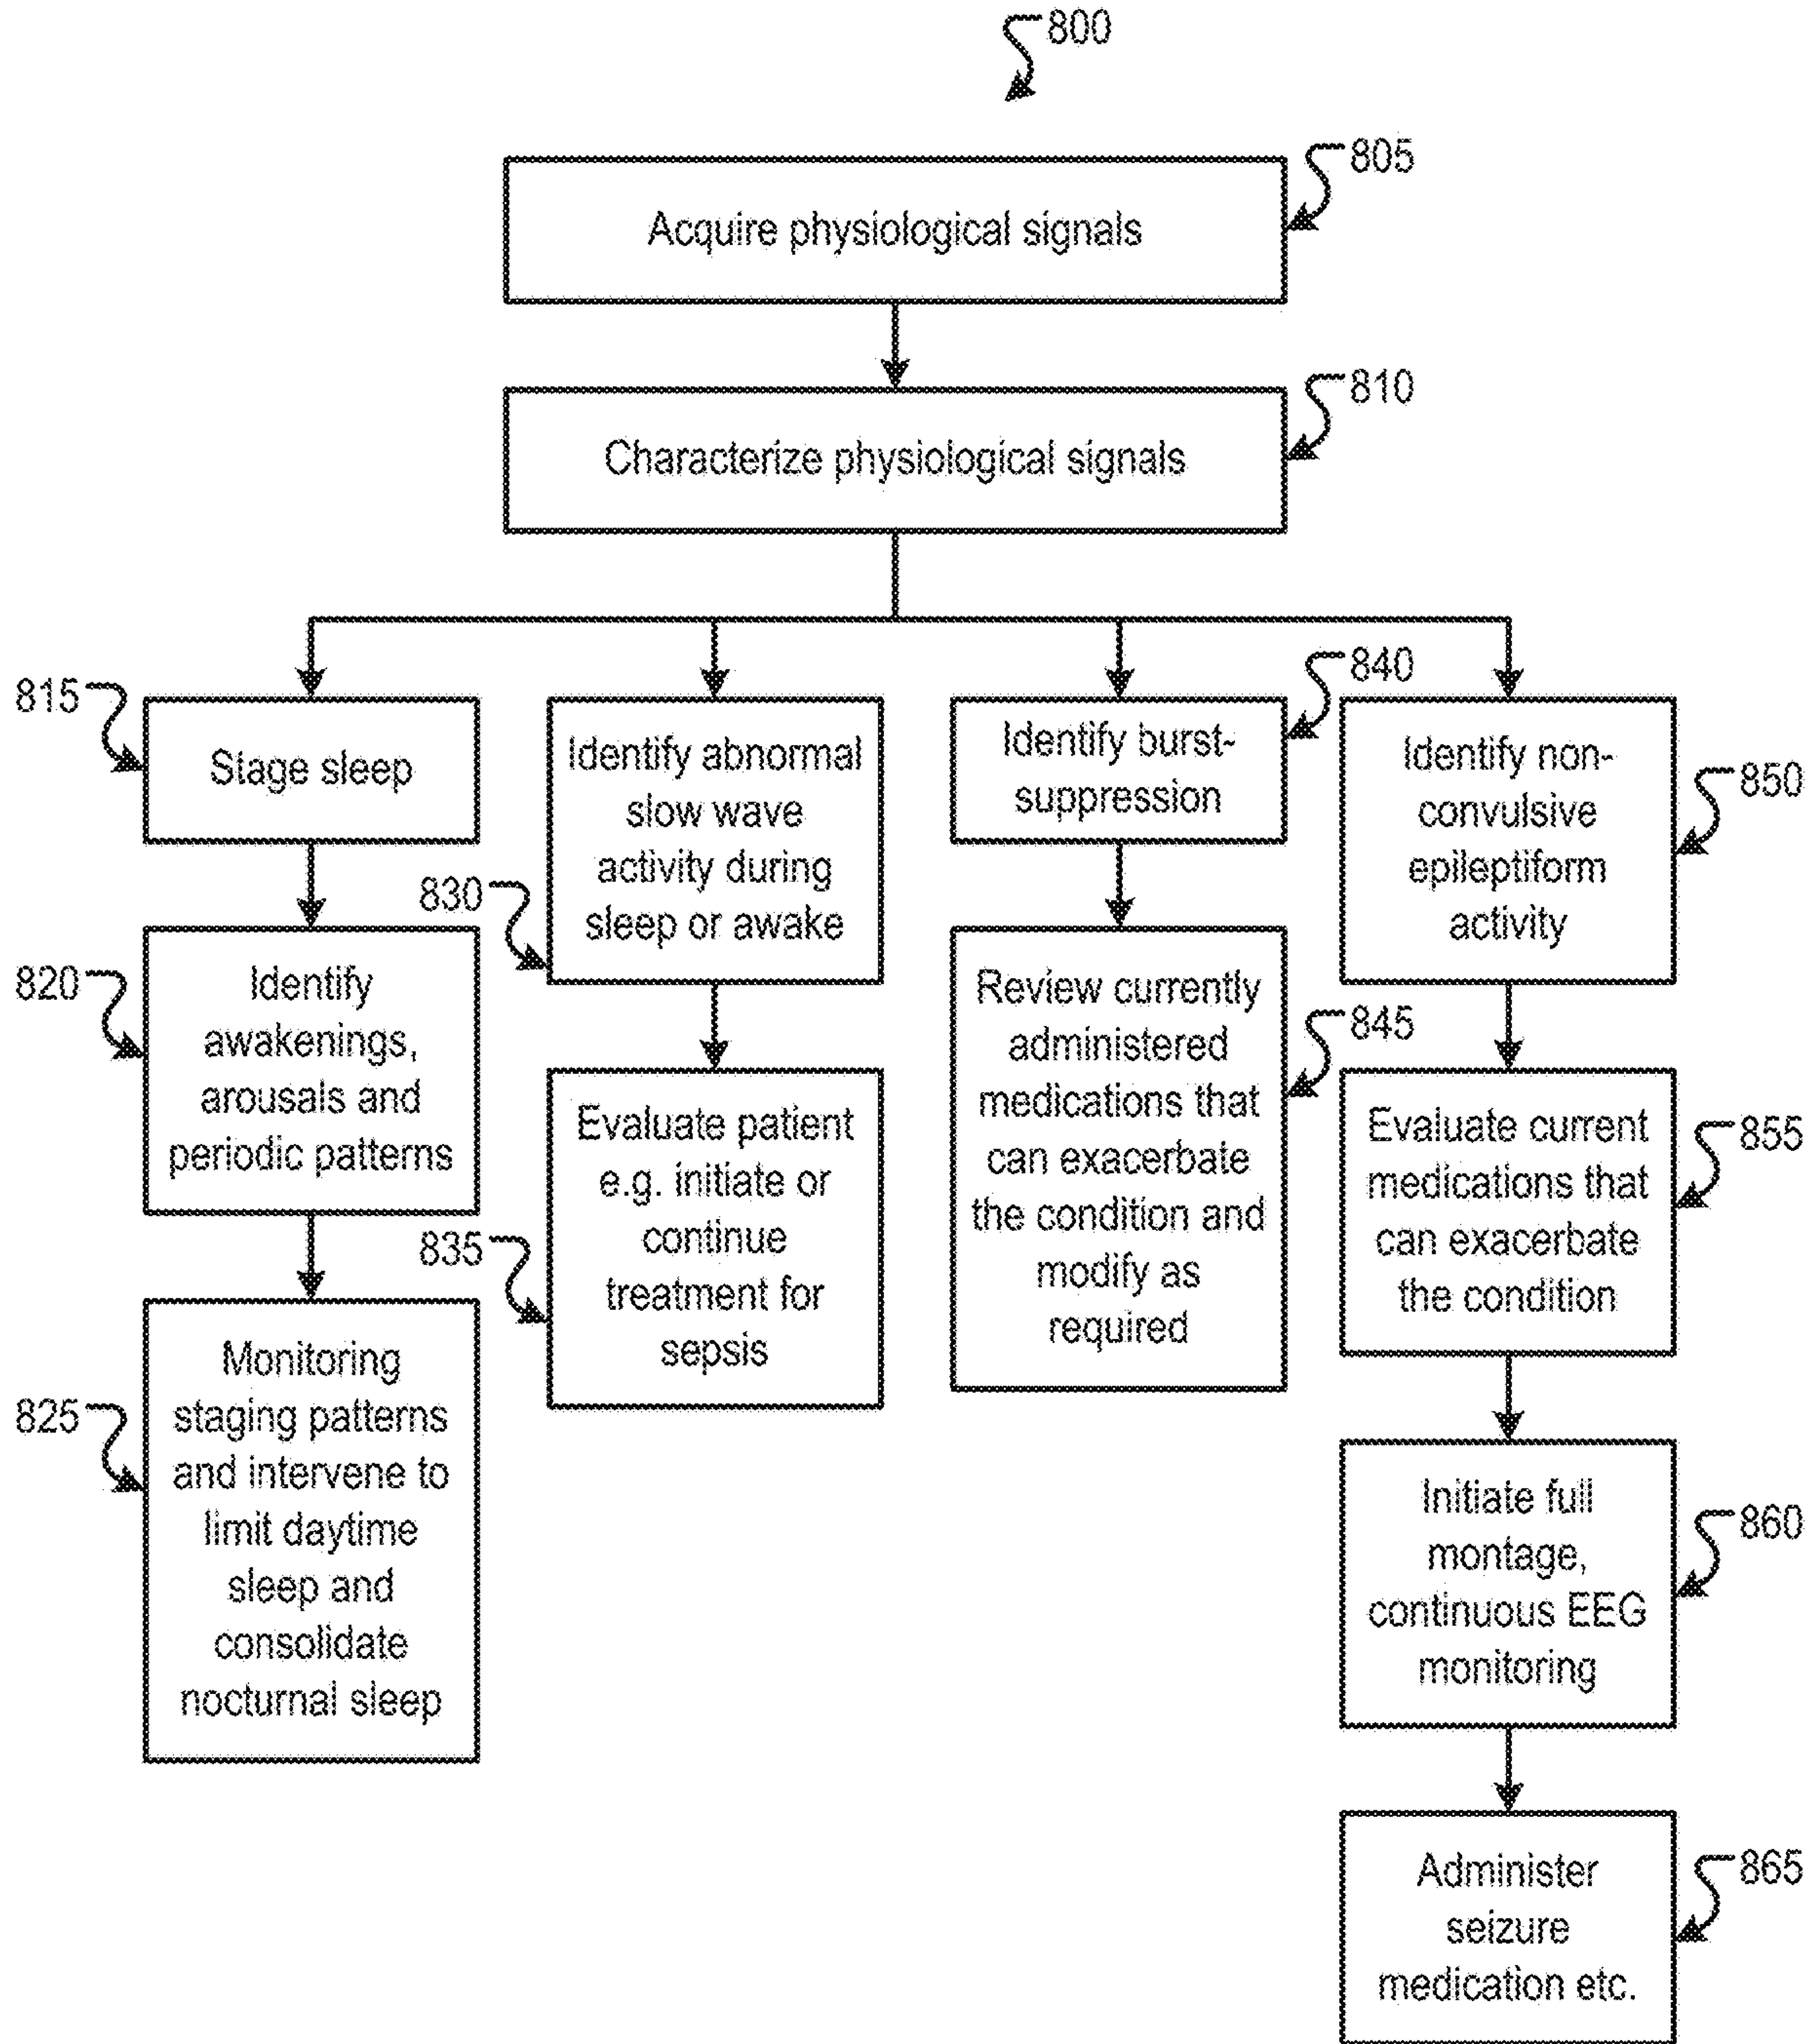 800
805
Acquire physiological signals
810
Characterize physiological signals
815
Stage sleep
820
Identify
awakenings,
arousals and
periodic patterns
825
Monitoring
staging patterns
and intervene to
limit daytime
sleep and
consolidate
nocturnal sleep
830
Identify abnormal
slow wave
activity during
sleep or awake
835
Evaluate patient
e.g. initiate or
continue
treatment for
sepsis
840
Identify burst-
suppression
845
Review currently
administered
medications that
can exacerbate
the condition and
modify as
required
850
Identify non-
convulsive
epileptiform
activity
855
Evaluate current
medications that
can exacerbate
the condition
860
Initiate full
montage,
continuous EEG
monitoring
865
Administer
seizure
medication etc.